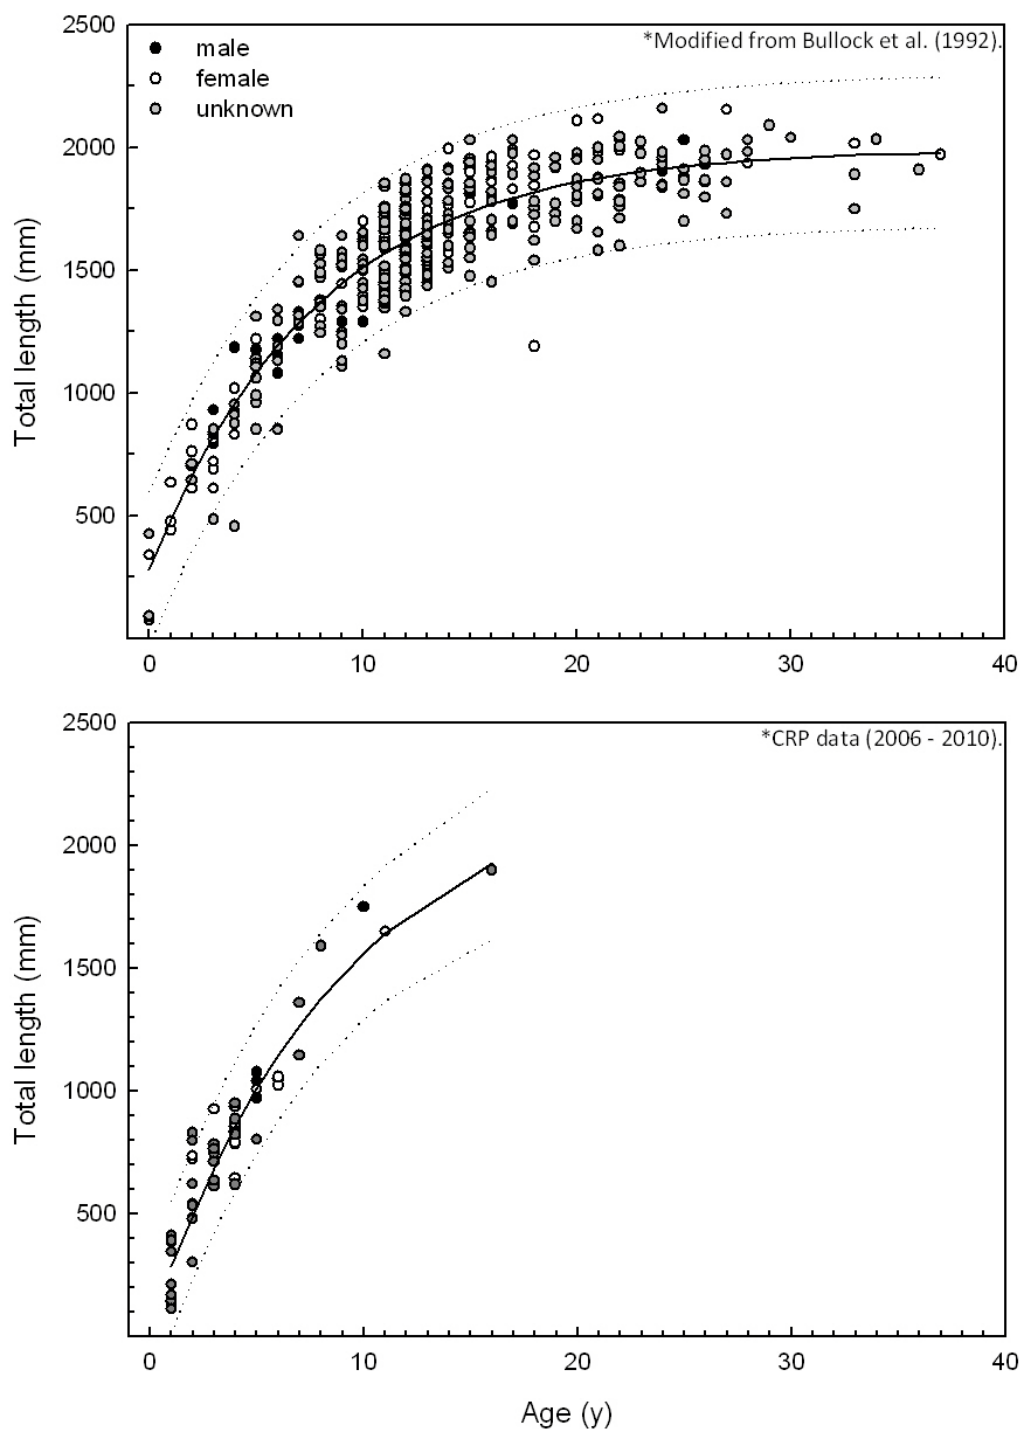 2500
*Modified from Bullock et al. (1992).
male
female
unknown
2000
1500
1000
500
Total length (mm)
0 10 20 30 40
2500
*CRP data (2006 - 2010).
2000
1500
1000
500
Total length (mm)
0 10 20 30 40
Age (y)